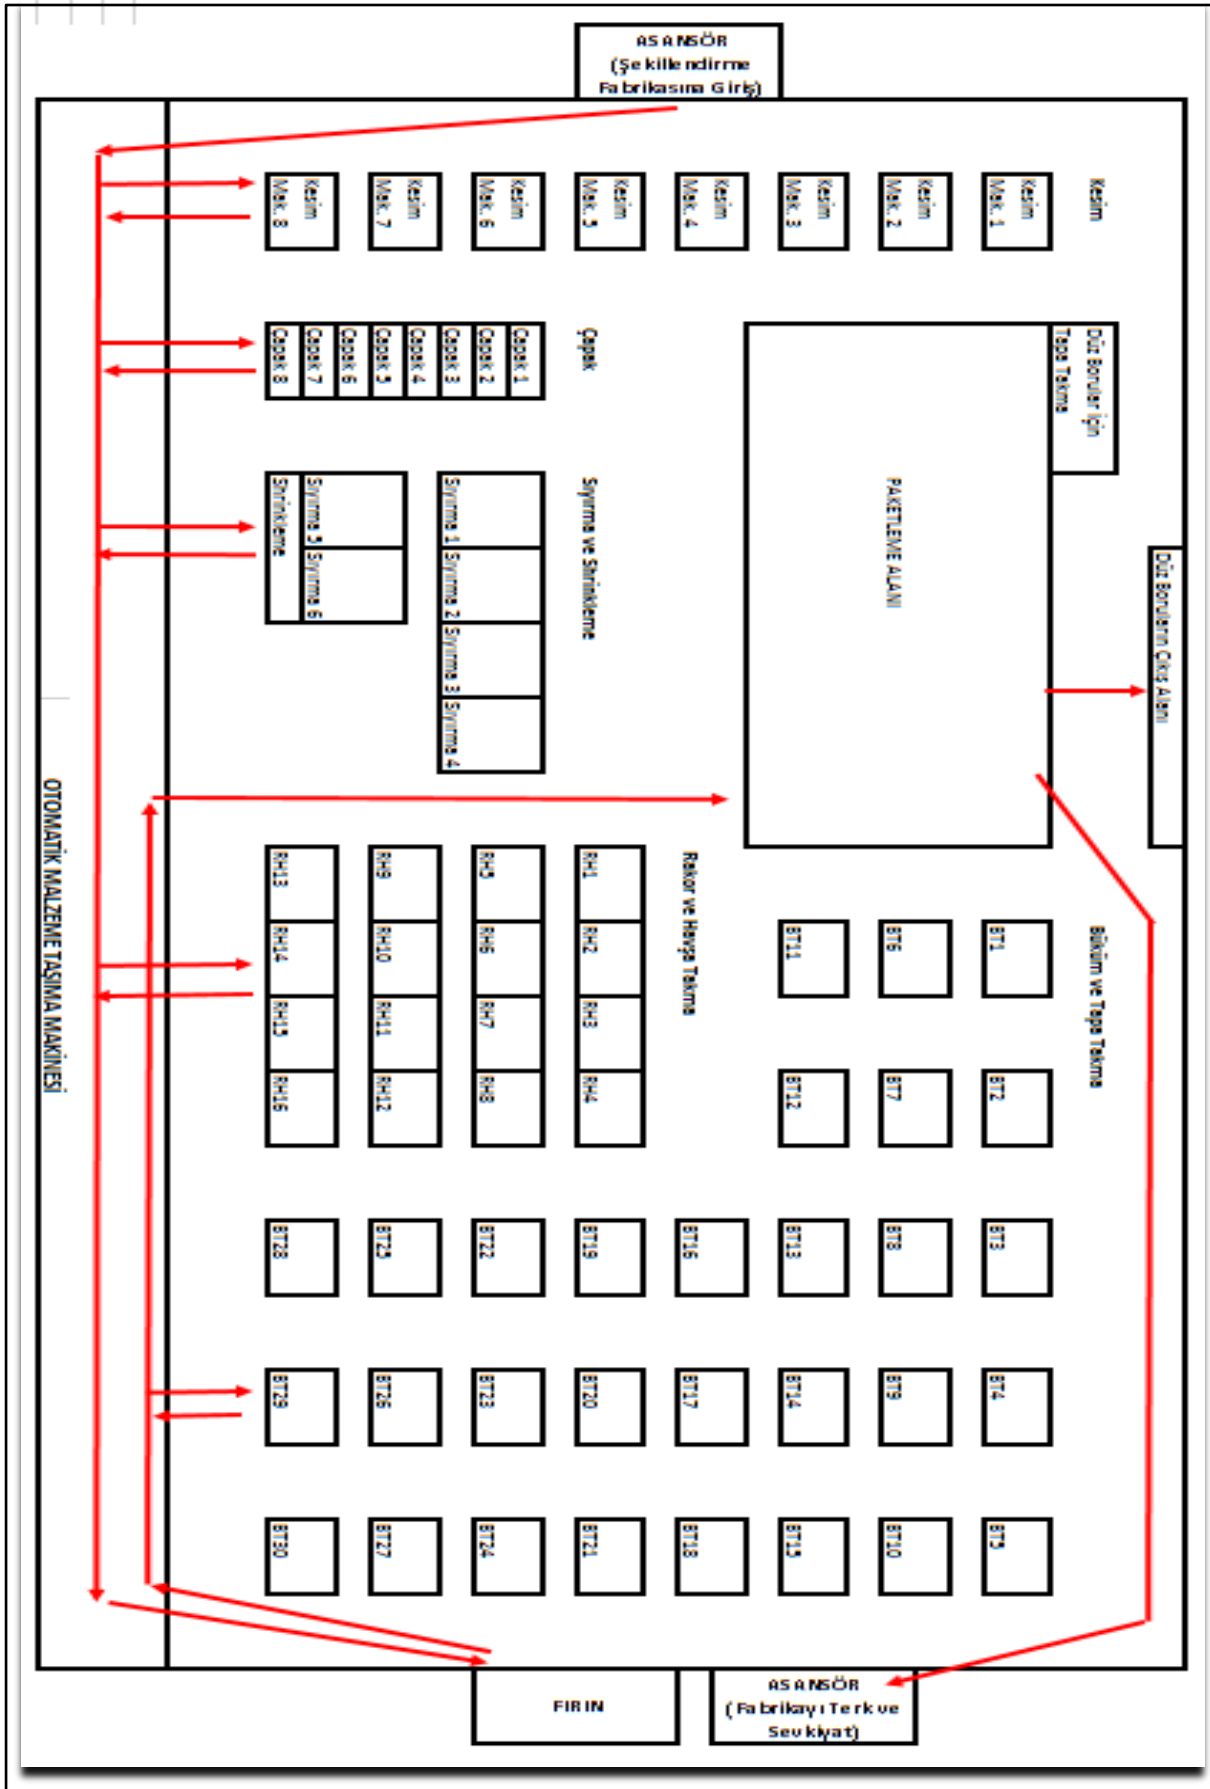 ASANSÖR
(Şekillendirme
Fabrikasına Giriş)
Kesim
Mak. 8
Kesim
Mak. 7
Kesim
Mak. 6
Kesim
Mak. 5
Kesim
Mak. 4
Kesim
Mak. 3
Kesim
Mak. 2
Kesim
Mak. 1
Kesim
Çapak 8
Çapak 7
Çapak 6
Çapak 5
Çapak 4
Çapak 3
Çapak 2
Çapak 1
Çapak
Düz Borular İçin
Tapa Takma
PAKETLEME ALANI
Düz Boruların Çıkış Alanı
Shrinkleme
Sıyırma 5
Sıyırma 6
Sıyırma 1
Sıyırma 2
Sıyırma 3
Sıyırma 4
Sıyırma ve Shrinkleme
OTOMATİK MALZEME TAŞIMA MAKİNESİ
RH13
RH14
RH15
RH16
RH9
RH10
RH11
RH12
RH5
RH6
RH7
RH8
RH1
RH2
RH3
RH4
Rakor ve Havşa Takma
BT11
BT6
BT1
Büküm ve Tapa Takma
BT12
BT7
BT2
BT28
BT25
BT22
BT19
BT16
BT13
BT8
BT3
BT29
BT26
BT23
BT20
BT17
BT14
BT9
BT4
BT30
BT27
BT24
BT21
BT18
BT15
BT10
BT5
FIRIN
ASANSÖR
(Fabrikayı Terk ve
Sevkiyat)